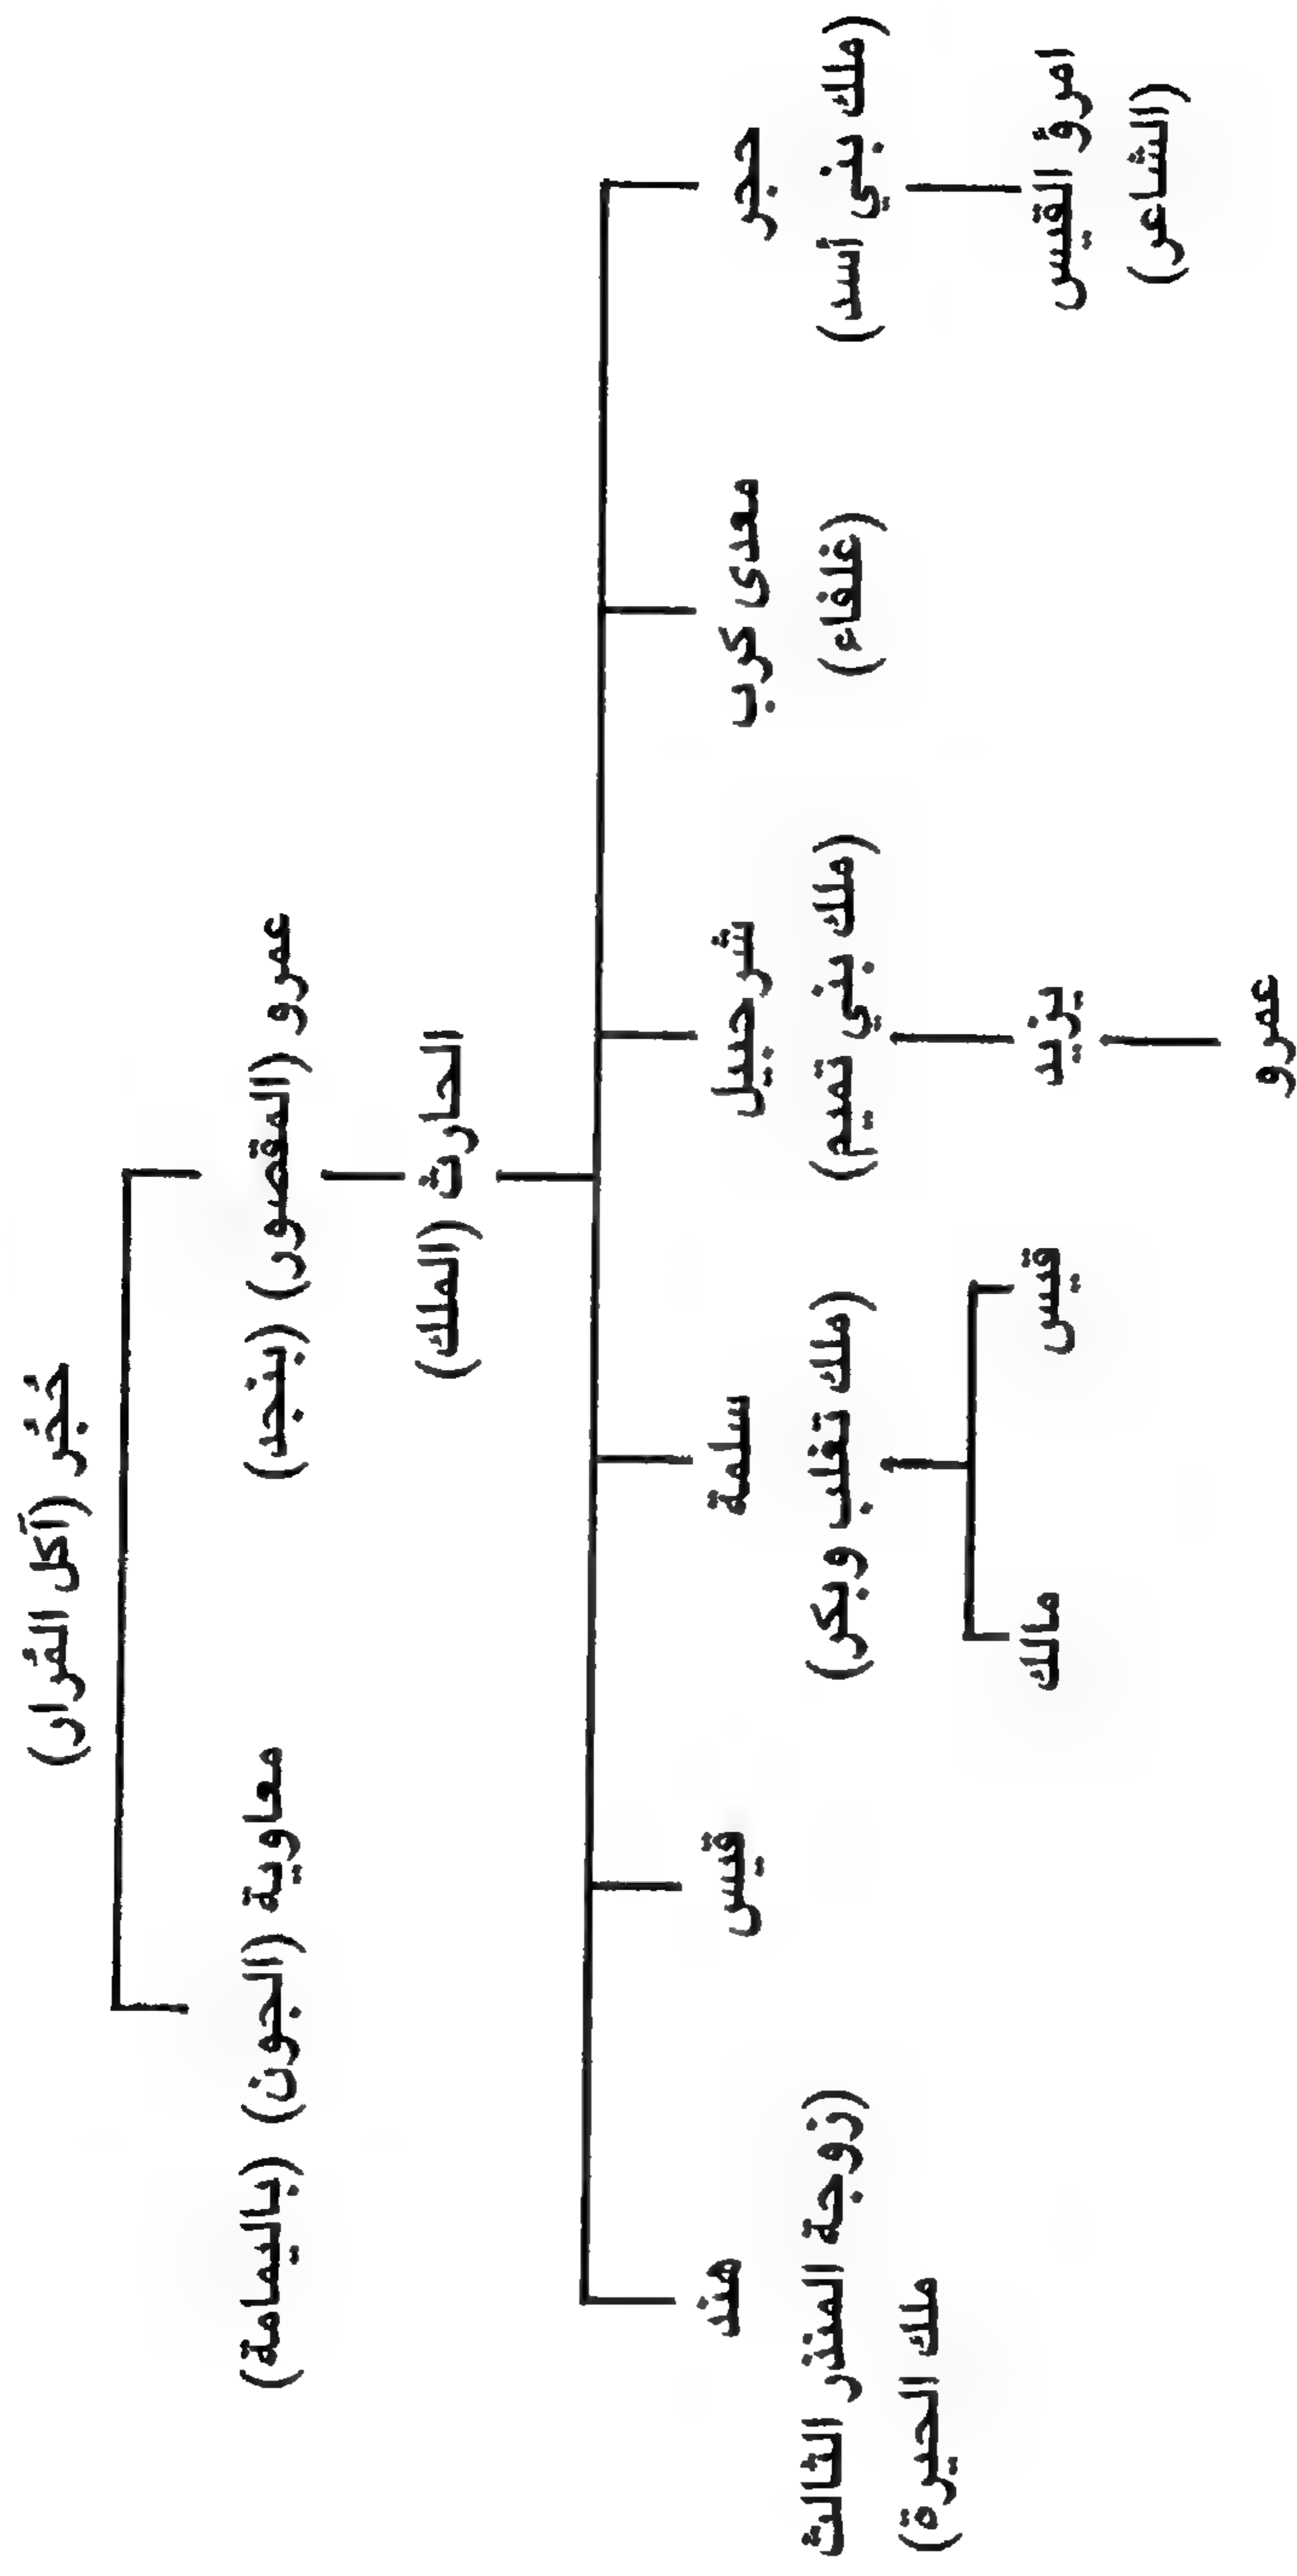 حُجْر (آكل المُرار)
عمرو (المقصور) (بنجد)
معاوية (الجون) (باليمامة)
الحارث (الملك)
حجر
(ملك بني أسد)
امرؤ القيس
(الشاعر)
معدى كرب
(غلفاء)
شرحبيل
(ملك بني تميم)
يزيد
عمرو
سلمة
(ملك تغلب وبكر)
قيس
مالك
قيس
هند
(زوجة المنذر الثالث
ملك الحيرة)